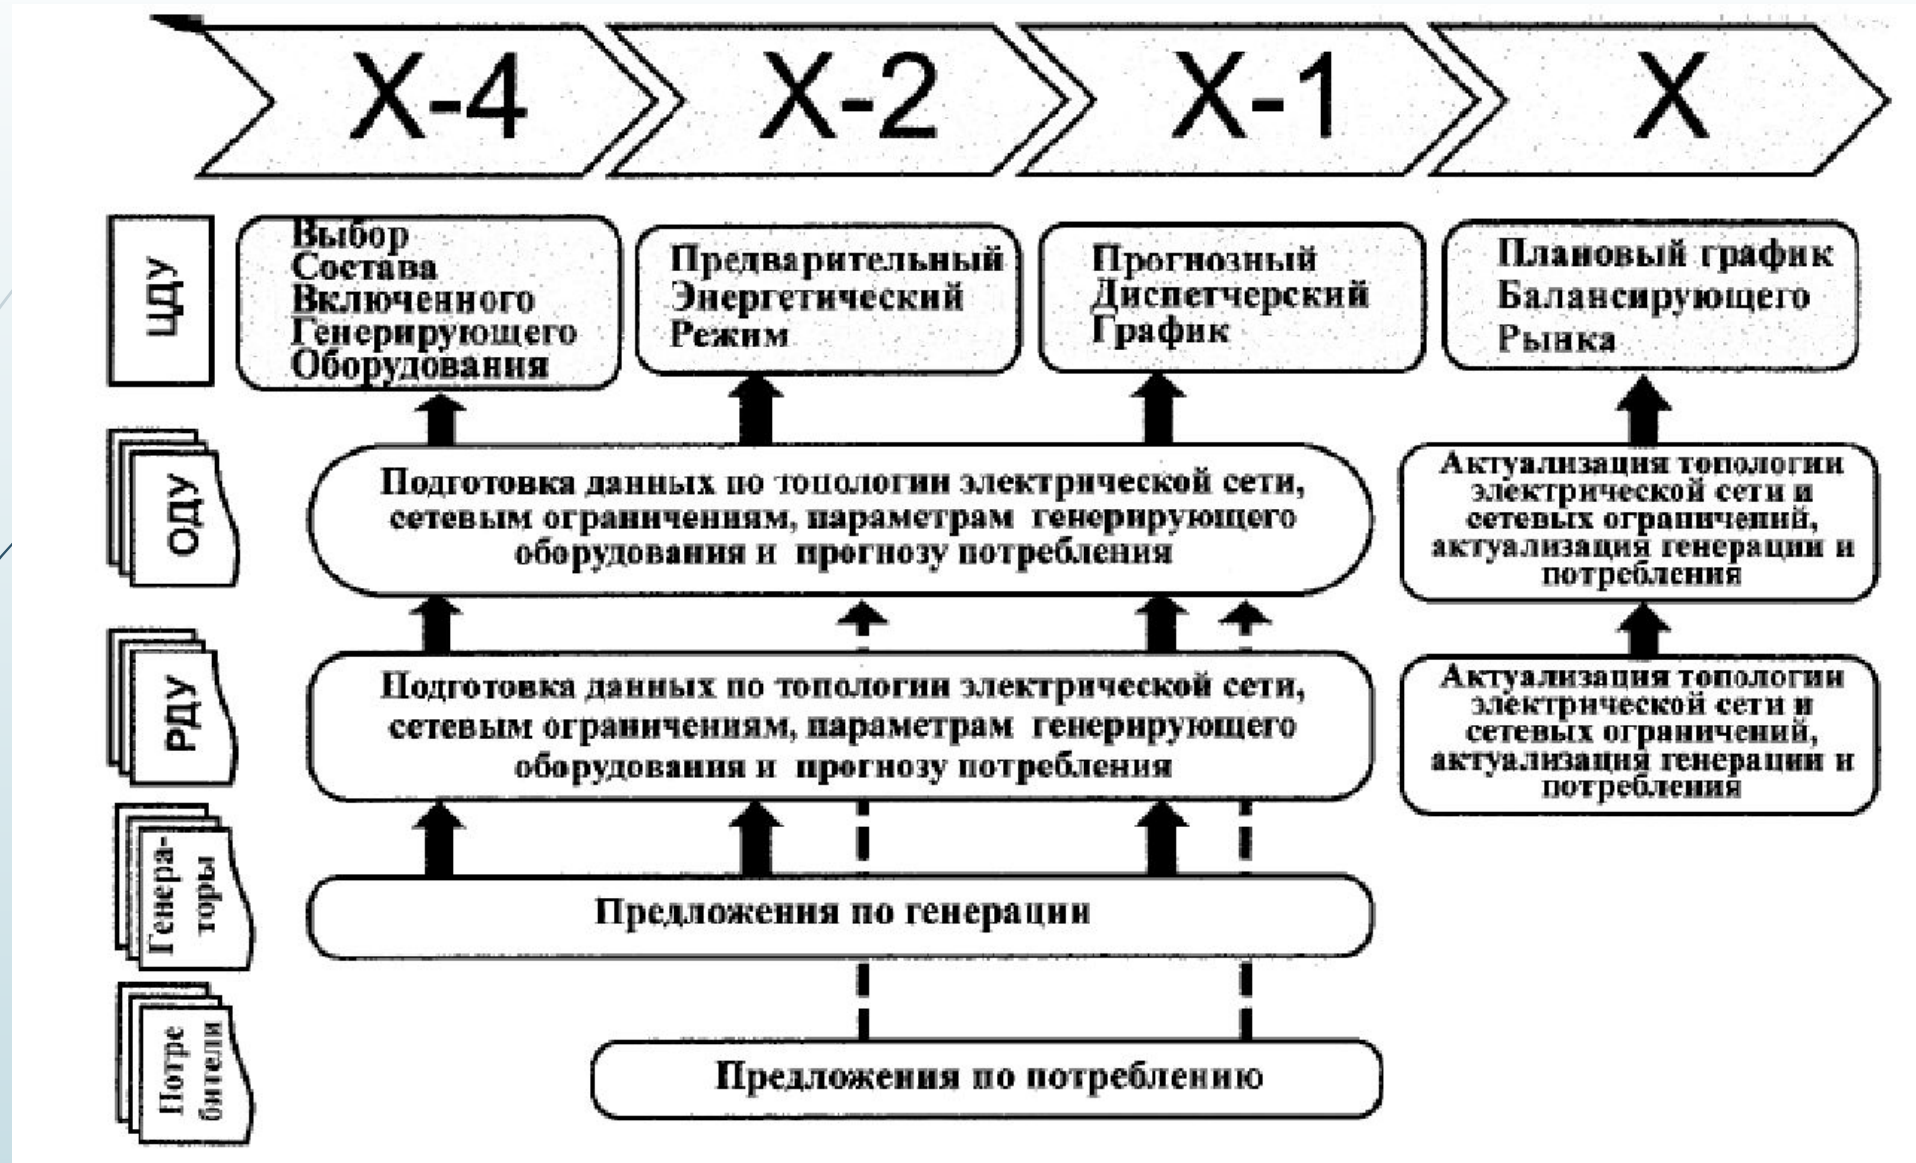 X-4
X-2
X-1
X
ЦДУ
Выбор
Состава
Включенного
Генерирующего
Оборудования
Предварительный
Энергетический
Режим
Прогнозный
Диспетчерский
График
Плановый график
Балансирующего
Рынка
ОДУ
Подготовка данных по топологии электрической сети,
сетевым ограничениям, параметрам генерирующего
оборудования и прогнозу потребления
Актуализация топологии
электрической сети и
сетевых ограничений,
актуализация генерации и
потребления
РДУ
Подготовка данных по топологии электрической сети,
сетевым ограничениям, параметрам генерирующего
оборудования и прогнозу потребления
Актуализация топологии
электрической сети и
сетевых ограничений,
актуализация генерации и
потребления
Генера-
торы
Предложения по генерации
Потре
бители
Предложения по потреблению